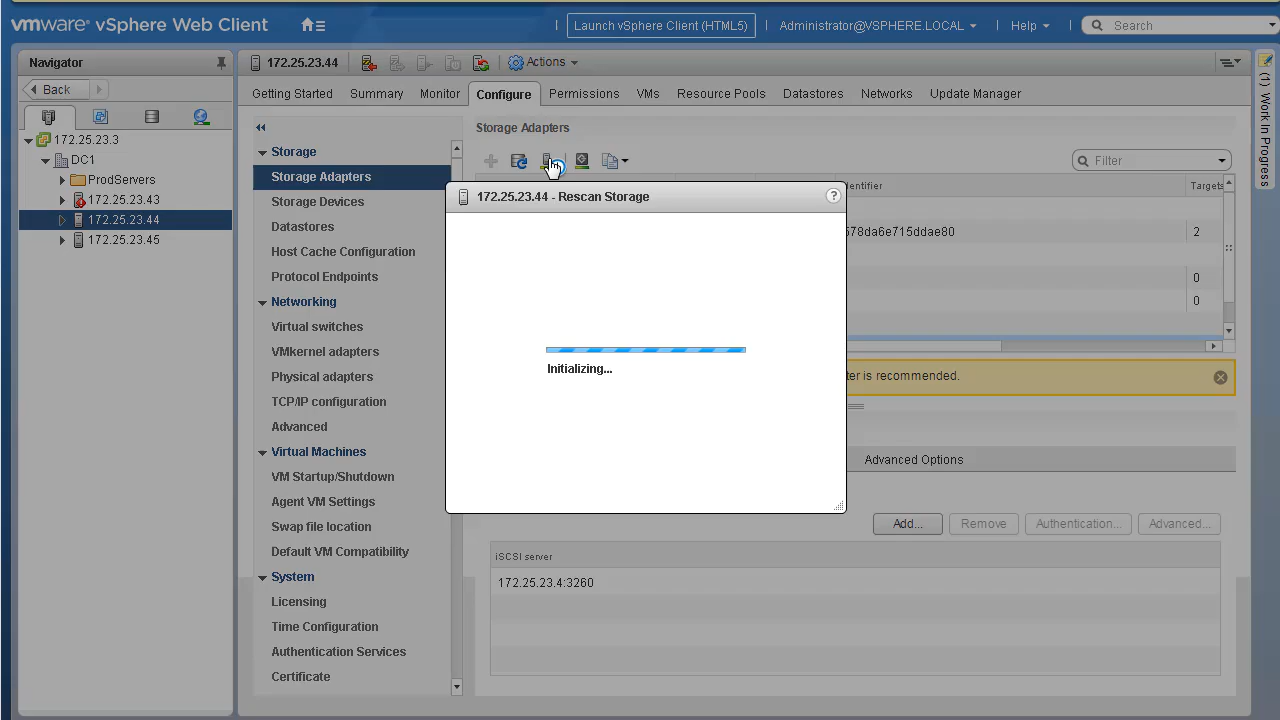 vmware® vSphere Web Client
Launch vSphere Client (HTML5)
Administrator@VSPHERE.LOCAL
Help
Search
Navigator
Back
172.25.23.3
DC1
ProdServers
172.25.23.43
172.25.23.44
172.25.23.45
172.25.23.44
Actions
Getting Started
Summary
Monitor
Configure
Permissions
VMs
Resource Pools
Datastores
Networks
Update Manager
Storage
Storage Adapters
Storage Devices
Datastores
Host Cache Configuration
Protocol Endpoints
Networking
Virtual switches
VMkernel adapters
Physical adapters
TCP/IP configuration
Advanced
Virtual Machines
VM Startup/Shutdown
Agent VM Settings
Swap file location
Default VM Compatibility
System
Licensing
Time Configuration
Authentication Services
Certificate
Storage Adapters
Filter
Targets
578da6e715ddae80
2
0
0
172.25.23.44 - Rescan Storage
?
Initializing...
is recommended.
Advanced Options
Add...
Remove
Authentication...
Advanced...
iSCSI server
172.25.23.4:3260
(1) Work In Progress